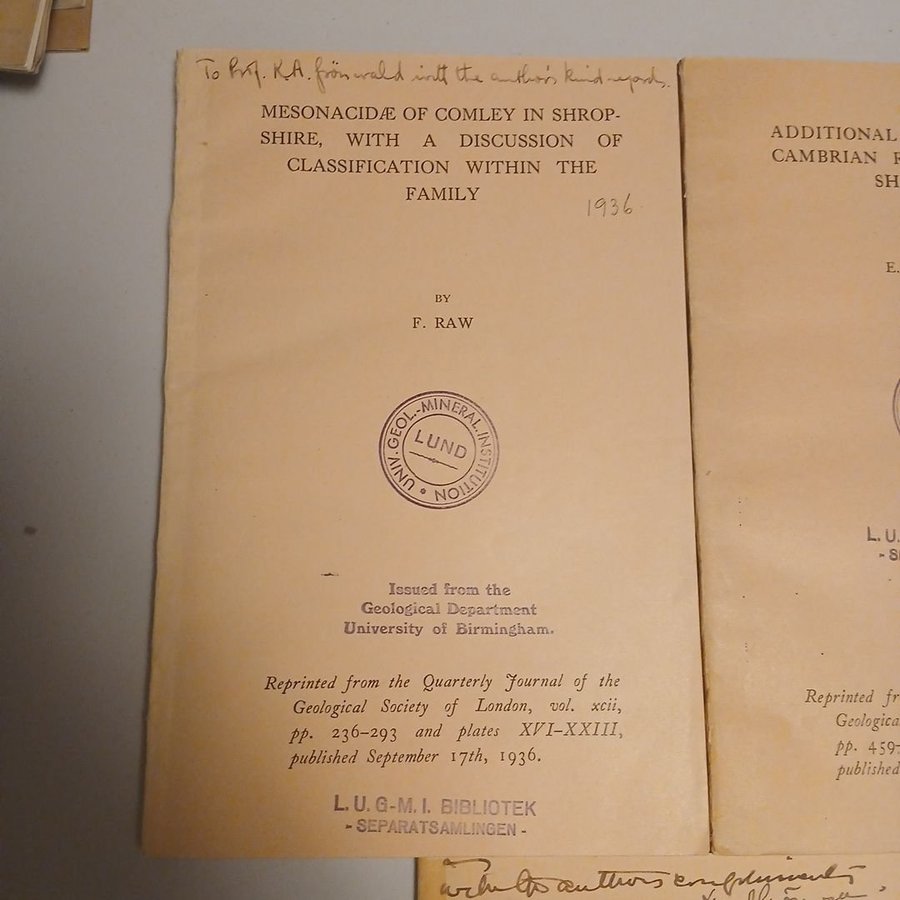 To Prof. K.A. Grönwald with the author's kind regards.
MESONACIDÆ OF COMLEY IN SHROP-
SHIRE, WITH A DISCUSSION OF
CLASSIFICATION WITHIN THE
FAMILY
1936
BY
F. RAW
UNIV. GEOL.-MINERAL. INSTITUTION
LUND
Issued from the
Geological Department
University of Birmingham.
Reprinted from the Quarterly Journal of the
Geological Society of London, vol. xcii,
pp. 236–293 and plates XVI–XXIII,
published September 17th, 1936.
L. U. G-M. I. BIBLIOTEK
- SEPARATSAMLINGEN -
ADDITIONAL
CAMBRIAN
SH
E.
L. U.
Reprinted fr
Geologica
pp. 459-
published
with the author's compliments